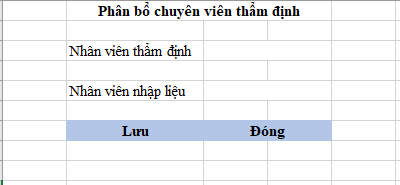 Phân bổ chuyên viên thẩm định
Nhân viên thẩm định
Nhân viên nhập liệu
Lưu Đóng